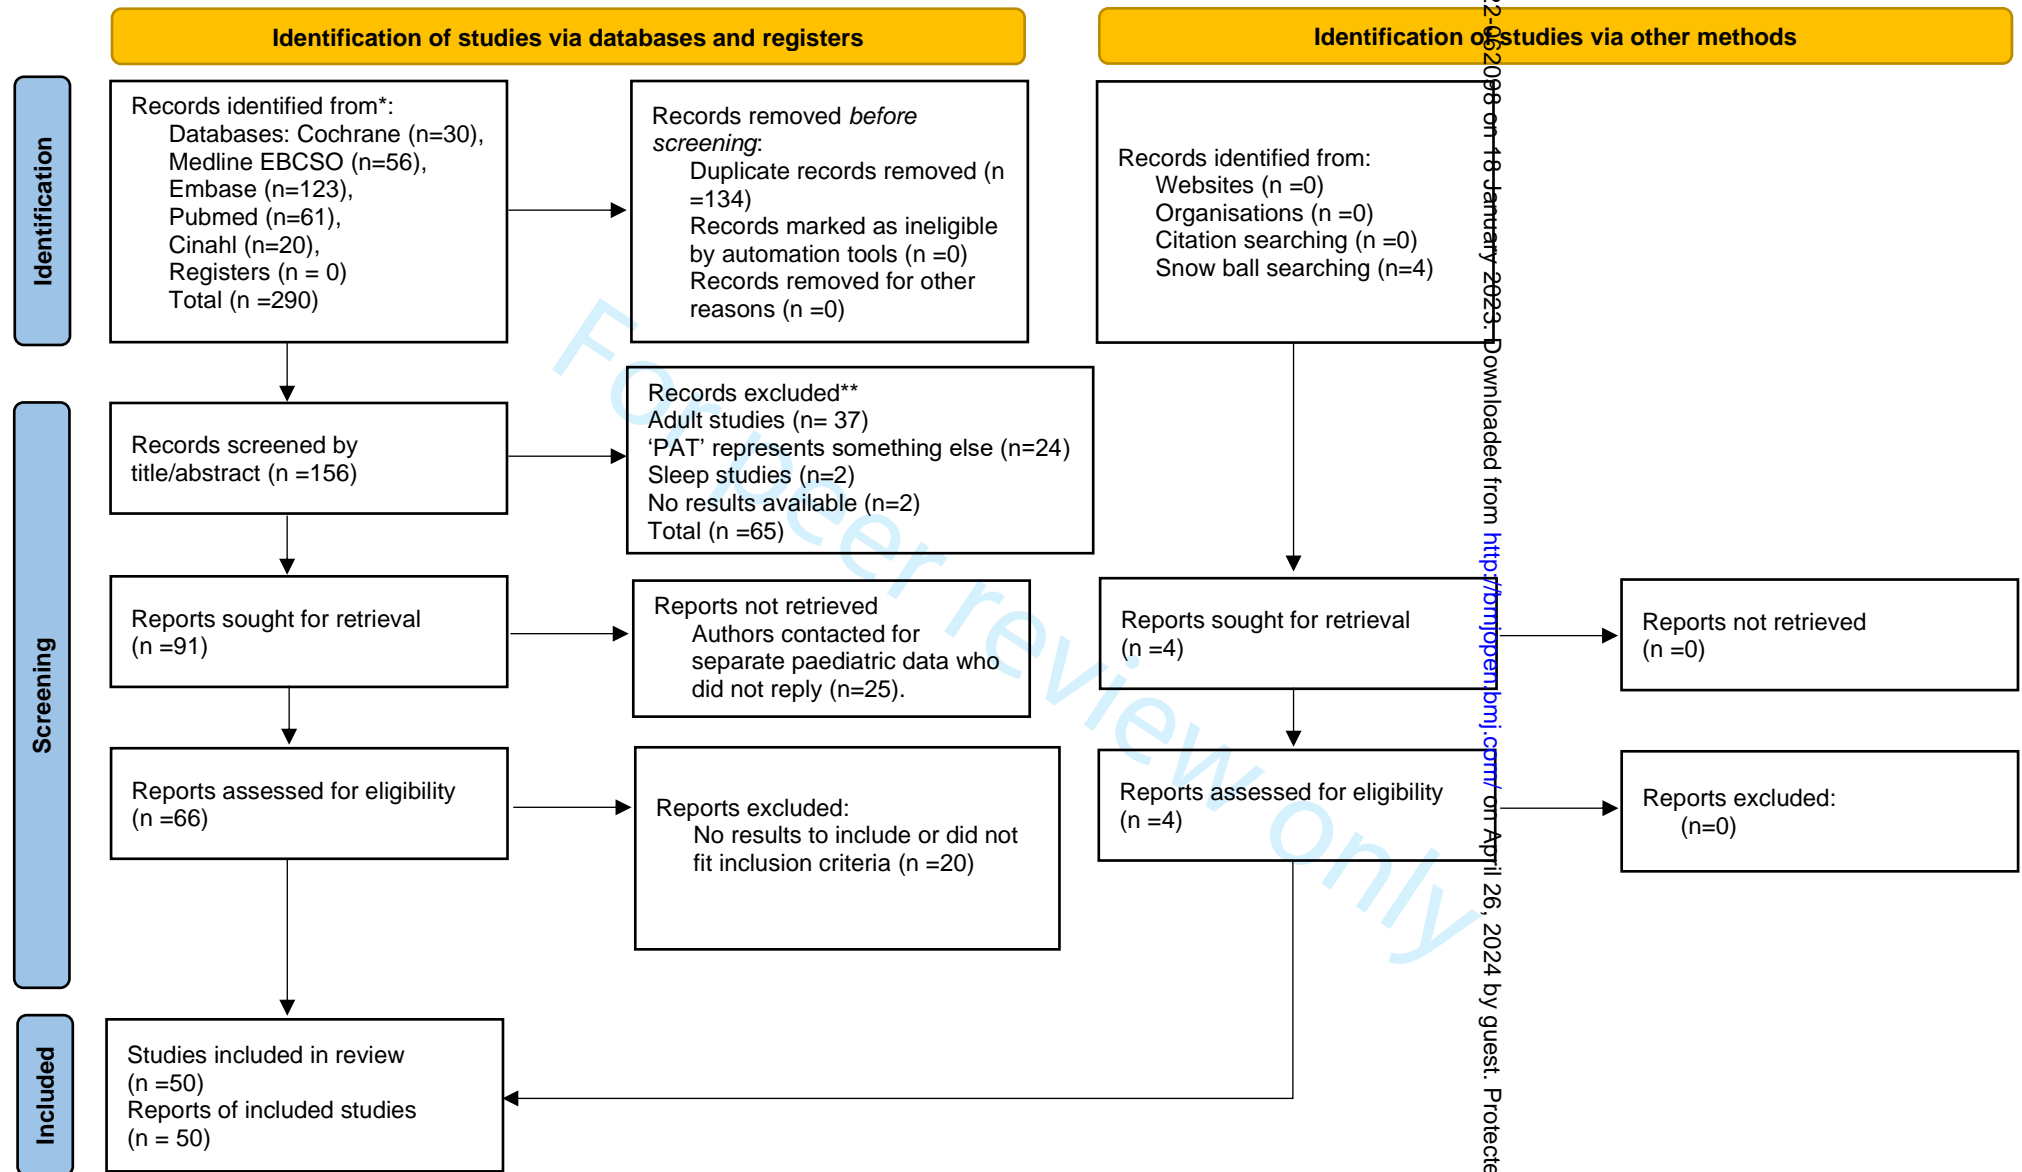 Identification of studies via databases and registers
Identification of studies via other methods
Identification
Records identified from*:
Databases: Cochrane (n=30),
Medline EBCSO (n=56),
Embase (n=123),
Pubmed (n=61),
Cinahl (n=20),
Registers (n = 0)
Total (n =290)
Records removed before
screening:
Duplicate records removed (n
=134)
Records marked as ineligible
by automation tools (n =0)
Records removed for other
reasons (n =0)
Records identified from:
Websites (n =0)
Organisations (n =0)
Citation searching (n =0)
Snow ball searching (n=4)
Screening
Records screened by
title/abstract (n =156)
Records excluded**
Adult studies (n= 37)
‘PAT’ represents something else (n=24)
Sleep studies (n=2)
No results available (n=2)
Total (n =65)
Reports sought for retrieval
(n =91)
Reports not retrieved
Authors contacted for
separate paediatric data who
did not reply (n=25).
Reports sought for retrieval
(n =4)
Reports not retrieved
(n =0)
Reports assessed for eligibility
(n =66)
Reports excluded:
No results to include or did not
fit inclusion criteria (n =20)
Reports assessed for eligibility
(n =4)
Reports excluded:
(n=0)
Included
Studies included in review
(n =50)
Reports of included studies
(n = 50)
For peer review only
22-062098 on 18 January 2023. Downloaded from http://bmjopen.bmj.com/ on April 26, 2024 by guest. Protecte